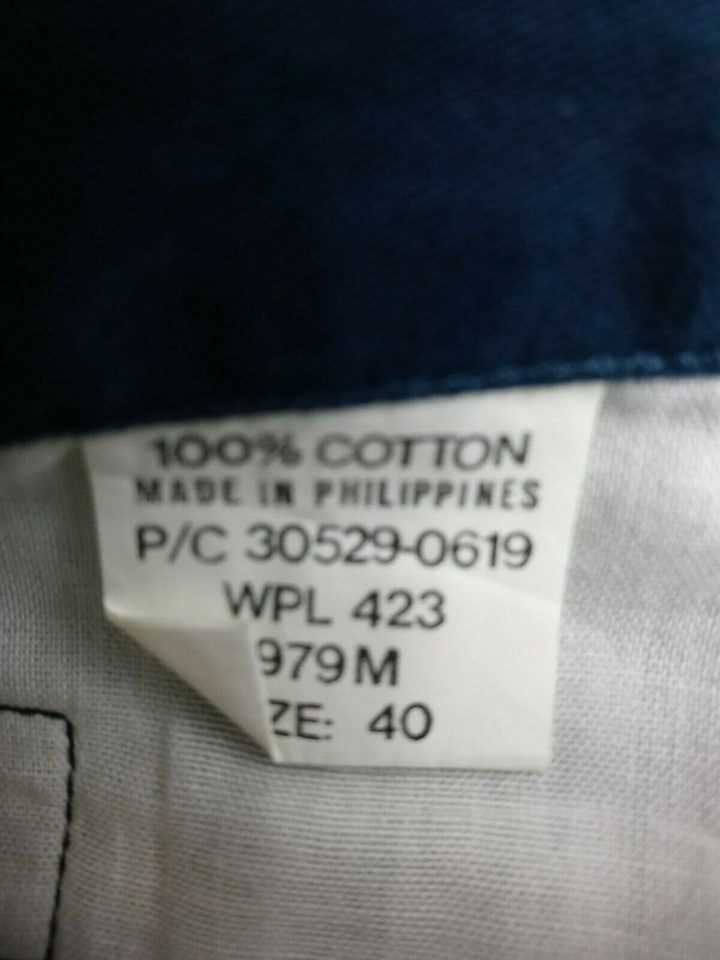 100% COTTON
MADE IN PHILIPPINES
P/C 30529-0619
WPL 423
979M
ZE: 40